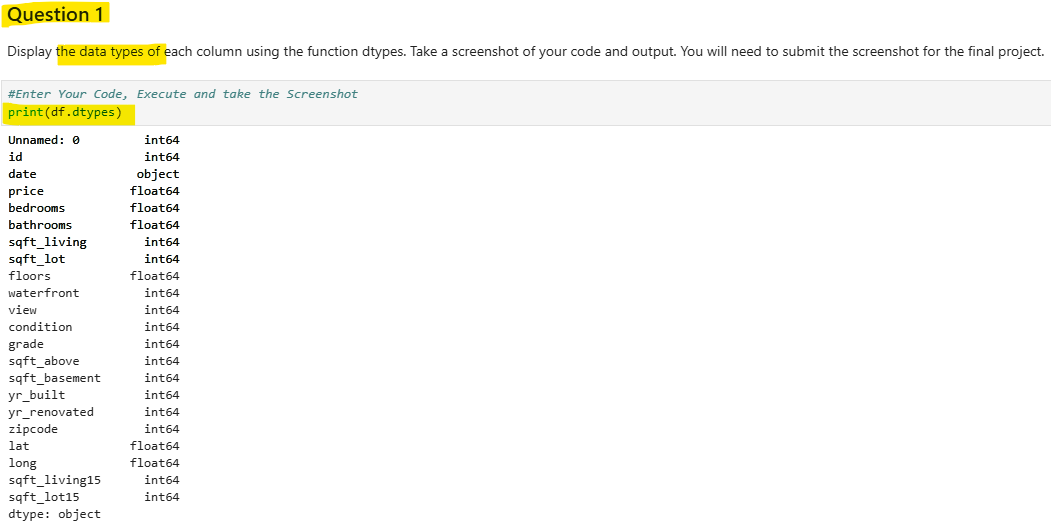 Question 1
Display the data types of each column using the function dtypes. Take a screenshot of your code and output. You will need to submit the screenshot for the final project.
#Enter Your Code, Execute and take the Screenshot
print(df.dtypes)
Unnamed: 0 int64
id int64
date object
price float64
bedrooms float64
bathrooms float64
sqft_living int64
sqft_lot int64
floors float64
waterfront int64
view int64
condition int64
grade int64
sqft_above int64
sqft_basement int64
yr_built int64
yr_renovated int64
zipcode int64
lat float64
long float64
sqft_living15 int64
sqft_lot15 int64
dtype: object